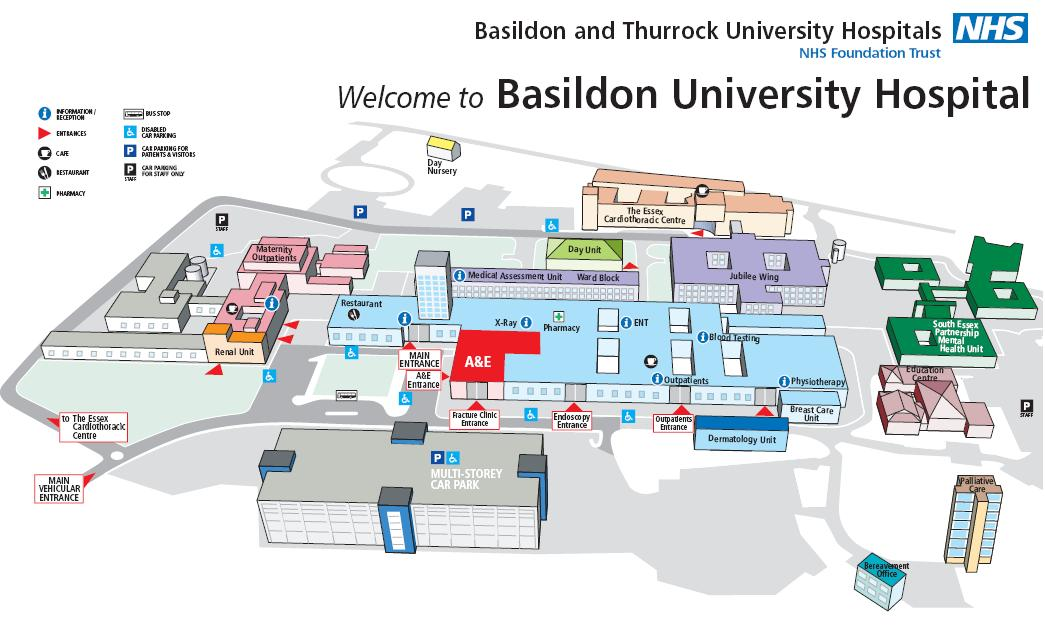 Basildon and Thurrock University Hospitals NHS
NHS Foundation Trust
Welcome to Basildon University Hospital
i INFORMATION /
RECEPTION
ENTRANCES
CAFE
RESTAURANT
PHARMACY
BUS STOP
DISABLED
CAR PARKING
P CAR PARKING FOR
PATIENTS & VISITORS
P CAR PARKING
STAFF FOR STAFF ONLY
Day
Nursery
The Essex
Cardiothoracic Centre
P
STAFF
P
P
Maternity
Outpatients
Day Unit
i Medical Assessment Unit
Ward Block
Jubilee Wing
i
Restaurant
i
X-Ray i
Pharmacy
i ENT
i Blood Testing
South Essex
Partnership
Mental
Health Unit
Renal Unit
MAIN
ENTRANCE
A&E
A&E
Entrance
i Outpatients
i Physiotherapy
Education
Centre
Breast Care
Unit
P
STAFF
to The Essex
Cardiothoracic
Centre
Fracture Clinic
Entrance
Endoscopy
Entrance
Outpatients
Entrance
Dermatology Unit
P
MULTI-STOREY
CAR PARK
MAIN
VEHICULAR
ENTRANCE
Palliative
Care
Bereavement
Office